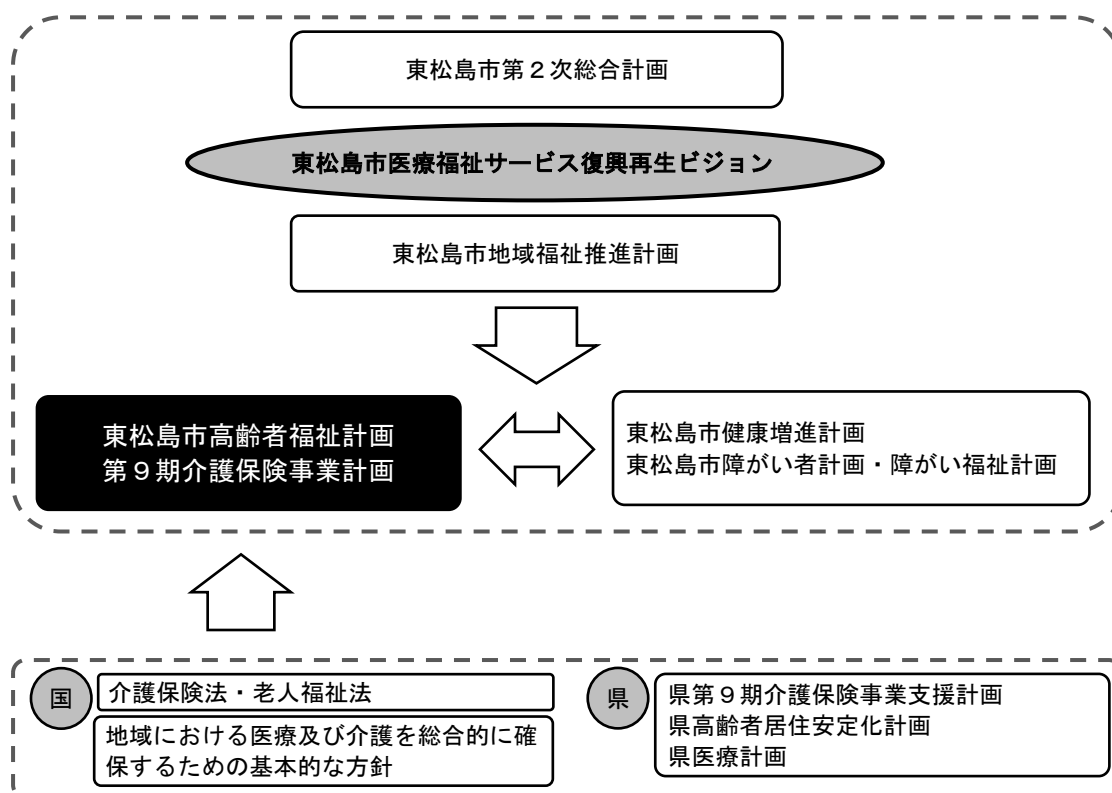 東松島市第２次総合計画
東松島市医療福祉サービス復興再生ビジョン
東松島市地域福祉推進計画
東松島市高齢者福祉計画
第９期介護保険事業計画
東松島市健康増進計画
東松島市障がい者計画・障がい福祉計画
国
介護保険法・老人福祉法
地域における医療及び介護を総合的に確
保するための基本的な方針
県
県第９期介護保険事業支援計画
県高齢者居住安定化計画
県医療計画